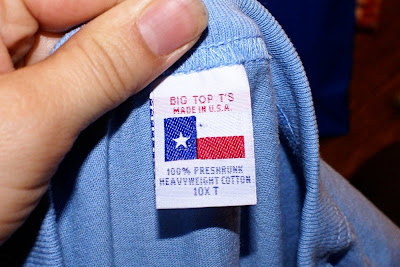 BIG TOP T'S
MADE IN U.S.A.
100% PRESHRUNK
HEAVYWEIGHT COTTON
10X T